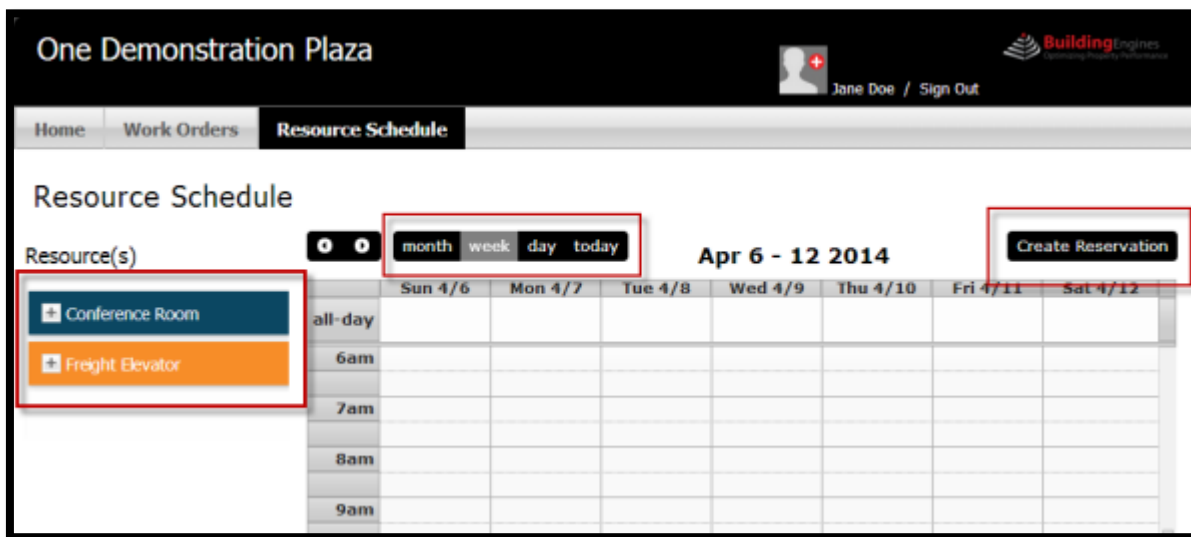 One Demonstration Plaza
BuildingEngines
Optimizing Property Performance
Jane Doe / Sign Out
Home Work Orders Resource Schedule
Resource Schedule
Resource(s)
month week day today
Apr 6 - 12 2014
Create Reservation
Conference Room
Freight Elevator
Sun 4/6 Mon 4/7 Tue 4/8 Wed 4/9 Thu 4/10 Fri 4/11 Sat 4/12
all-day
6am
7am
8am
9am